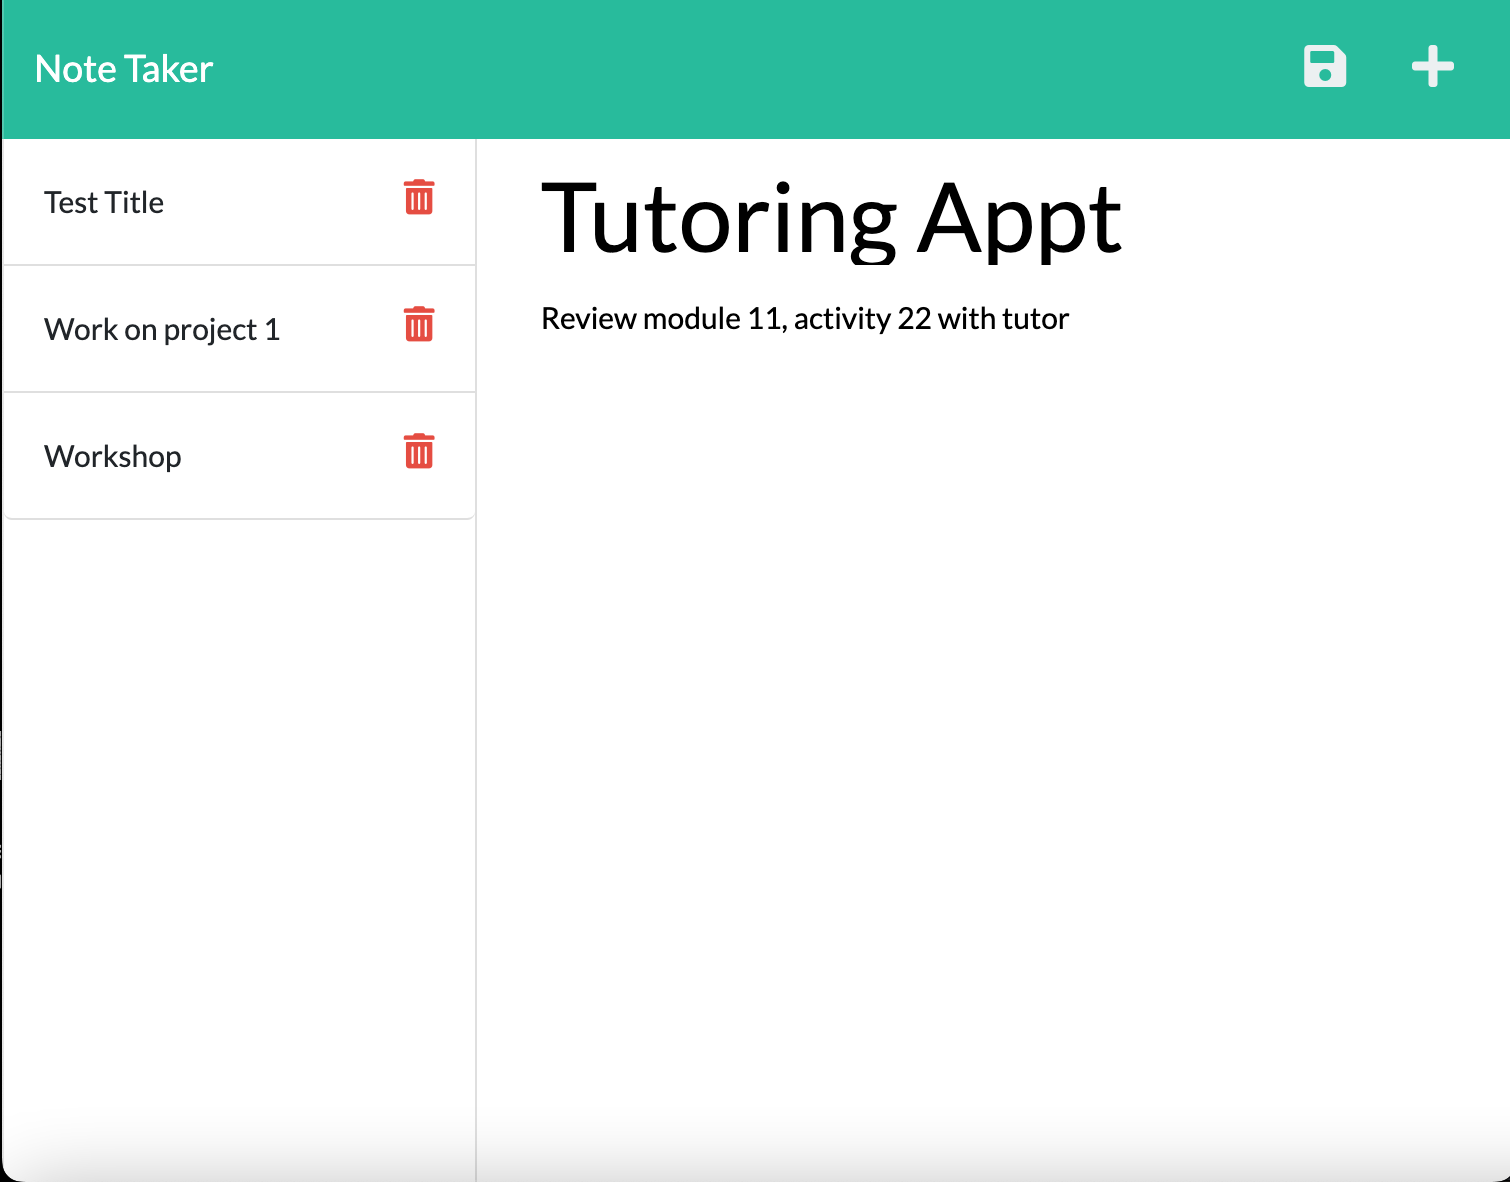 Note Taker
Test Title
Work on project 1
Workshop
Tutoring Appt
Review module 11, activity 22 with tutor